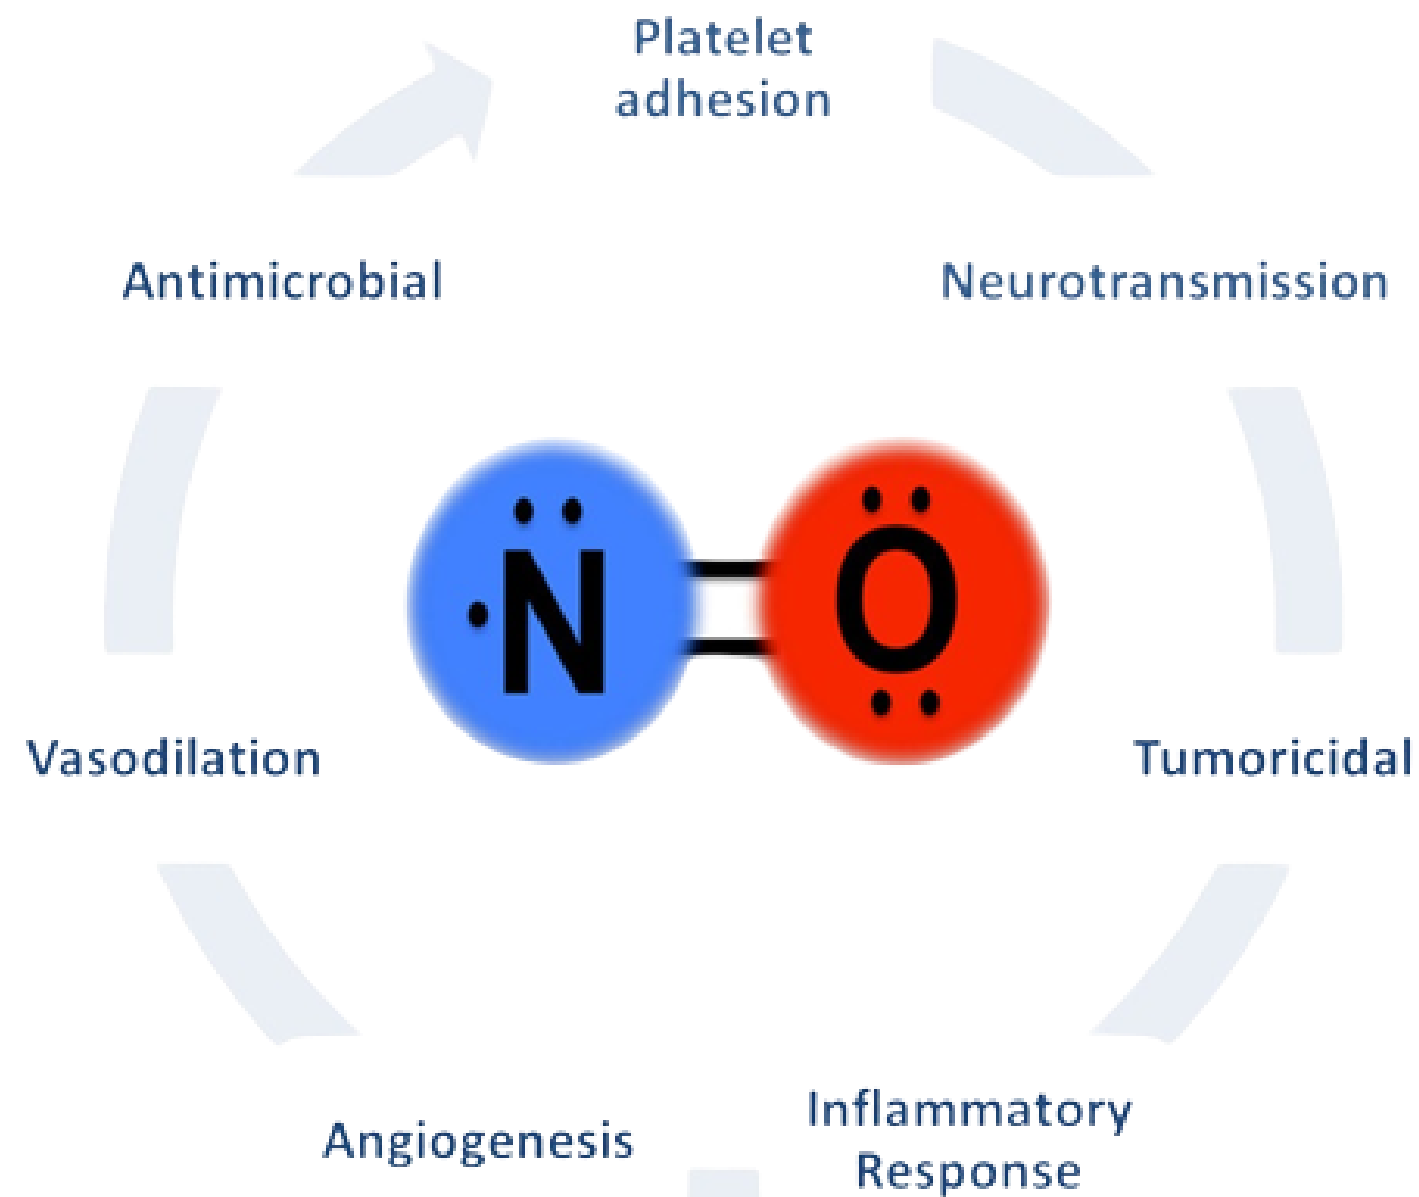 Platelet
adhesion
Antimicrobial
Neurotransmission
N
O
Vasodilation
Tumoricidal
Angiogenesis
Inflammatory
Response